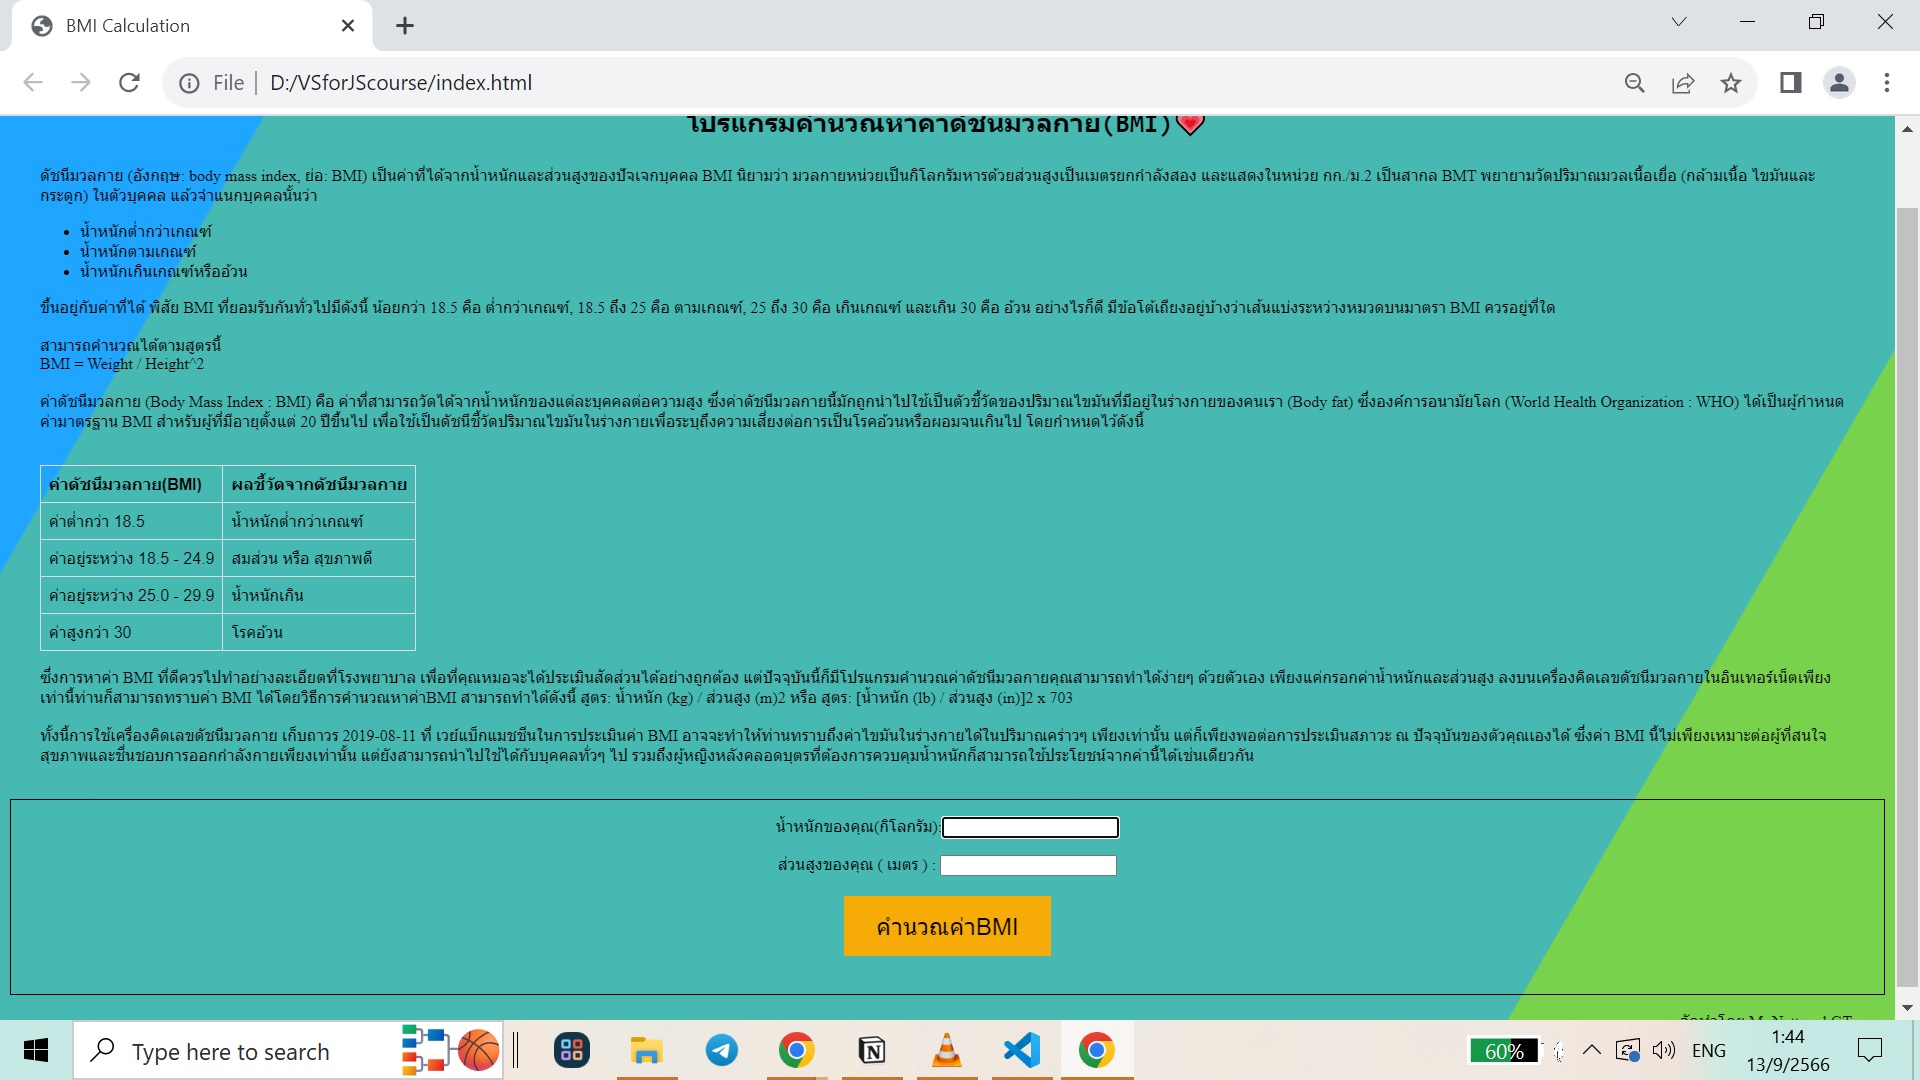 BMI Calculation
File
D:/VSforJScourse/index.html
โปรแกรมคำนวณหาค่าดัชนีมวลกาย(BMI)
ดัชนีมวลกาย (อังกฤษ: body mass index, ย่อ: BMI) เป็นค่าที่ได้จากน้ำหนักและส่วนสูงของปัจเจกบุคคล BMI นิยามว่า มวลกายหน่วยเป็นกิโลกรัมหารด้วยส่วนสูงเป็นเมตรยกกำลังสอง และแสดงในหน่วย กก./ม.2 เป็นสากล BMT พยายามวัดปริมาณมวลเนื้อเยื่อ (กล้ามเนื้อ ไขมันและ
กระดูก) ในตัวบุคคล แล้วจำแนกบุคคลนั้นว่า
น้ำหนักต่ำกว่าเกณฑ์
น้ำหนักตามเกณฑ์
น้ำหนักเกินเกณฑ์หรืออ้วน
ขึ้นอยู่กับค่าที่ได้ พิสัย BMI ที่ยอมรับกันทั่วไปมีดังนี้ น้อยกว่า 18.5 คือ ต่ำกว่าเกณฑ์, 18.5 ถึง 25 คือ ตามเกณฑ์, 25 ถึง 30 คือ เกินเกณฑ์ และเกิน 30 คือ อ้วน อย่างไรก็ดี มีข้อโต้เถียงอยู่บ้างว่าเส้นแบ่งระหว่างหมวดบนมาตรา BMI ควรอยู่ที่ใด
สามารถคำนวณได้ตามสูตรนี้
BMI = Weight / Height^2
ค่าดัชนีมวลกาย (Body Mass Index : BMI) คือ ค่าที่สามารถวัดได้จากน้ำหนักของแต่ละบุคคลต่อความสูง ซึ่งค่าดัชนีมวลกายนี้มักถูกนำไปใช้เป็นตัวชี้วัดของปริมาณไขมันที่มีอยู่ในร่างกายของคนเรา (Body fat) ซึ่งองค์การอนามัยโลก (World Health Organization : WHO) ได้เป็นผู้กำหนด
ค่ามาตรฐาน BMI สำหรับผู้ที่มีอายุตั้งแต่ 20 ปีขึ้นไป เพื่อใช้เป็นดัชนีชี้วัดปริมาณไขมันในร่างกายเพื่อระบุถึงความเสี่ยงต่อการเป็นโรคอ้วนหรือผอมจนเกินไป โดยกำหนดไว้ดังนี้
ค่าดัชนีมวลกาย(BMI) ผลชี้วัดจากดัชนีมวลกาย
ค่าต่ำกว่า 18.5 น้ำหนักต่ำกว่าเกณฑ์
ค่าอยู่ระหว่าง 18.5 - 24.9 สมส่วน หรือ สุขภาพดี
ค่าอยู่ระหว่าง 25.0 - 29.9 น้ำหนักเกิน
ค่าสูงกว่า 30 โรคอ้วน
ซึ่งการหาค่า BMI ที่ดีควรไปทำอย่างละเอียดที่โรงพยาบาล เพื่อที่คุณหมอจะได้ประเมินสัดส่วนได้อย่างถูกต้อง แต่ปัจจุบันนี้ก็มีโปรแกรมคำนวณค่าดัชนีมวลกายคุณสามารถทำได้ง่ายๆ ด้วยตัวเอง เพียงแค่กรอกค่าน้ำหนักและส่วนสูง ลงบนเครื่องคิดเลขดัชนีมวลกายในอินเทอร์เน็ตเพียง
เท่านี้ท่านก็สามารถทราบค่า BMI ได้โดยวิธีการคำนวณหาค่าBMI สามารถทำได้ดังนี้ สูตร: น้ำหนัก (kg) / ส่วนสูง (m)2 หรือ สูตร: [น้ำหนัก (lb) / ส่วนสูง (in)]2 x 703
ทั้งนี้การใช้เครื่องคิดเลขดัชนีมวลกาย เก็บถาวร 2019-08-11 ที่ เวย์แบ็กแมชชีนในการประเมินค่า BMI อาจจะทำให้ท่านทราบถึงค่าไขมันในร่างกายได้ในปริมาณคร่าวๆ เพียงเท่านั้น แต่ก็เพียงพอต่อการประเมินสภาวะ ณ ปัจจุบันของตัวคุณเองได้ ซึ่งค่า BMI นี้ไม่เพียงเหมาะต่อผู้ที่สนใจ
สุขภาพและชื่นชอบการออกกำลังกายเพียงเท่านั้น แต่ยังสามารถนำไปใช้ได้กับบุคคลทั่วๆ ไป รวมถึงผู้หญิงหลังคลอดบุตรที่ต้องการควบคุมน้ำหนักก็สามารถใช้ประโยชน์จากค่านี้ได้เช่นเดียวกัน
น้ำหนักของคุณ(กิโลกรัม):
ส่วนสูงของคุณ ( เมตร ) :
คำนวณค่าBMI
Type here to search
60%
ENG
1:44
13/9/2566